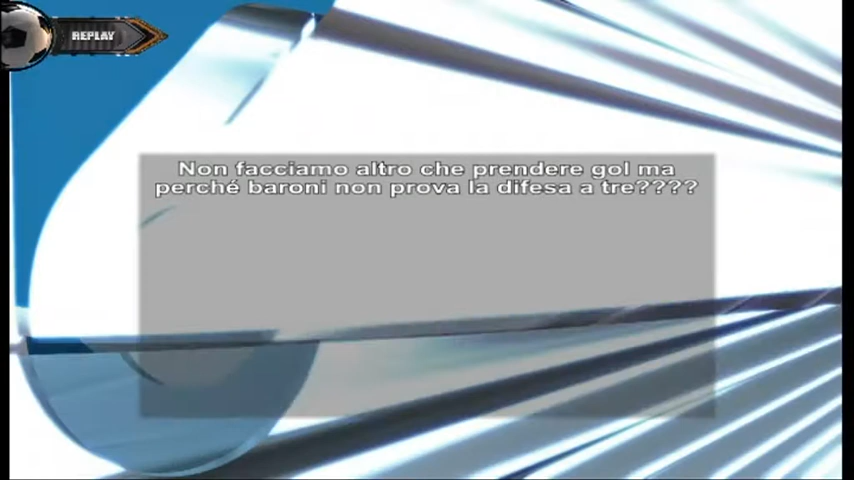 REPLAY
Non facciamo altro che prendere gol ma
perché baroni non prova la difesa a tre????